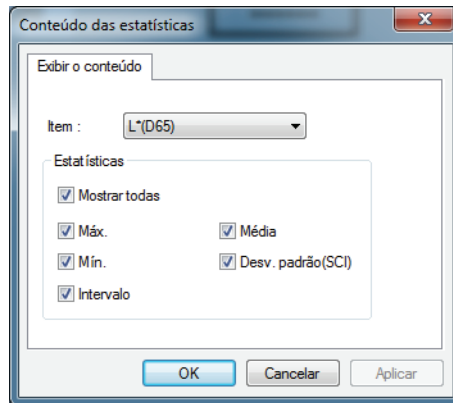 Conteúdo das estatísticas
Exibir o conteúdo
Item :
L*(D65)
Estatísticas
Mostrar todas
Máx.
Média
Mín.
Desv. padrão(SCI)
Intervalo
OK
Cancelar
Aplicar